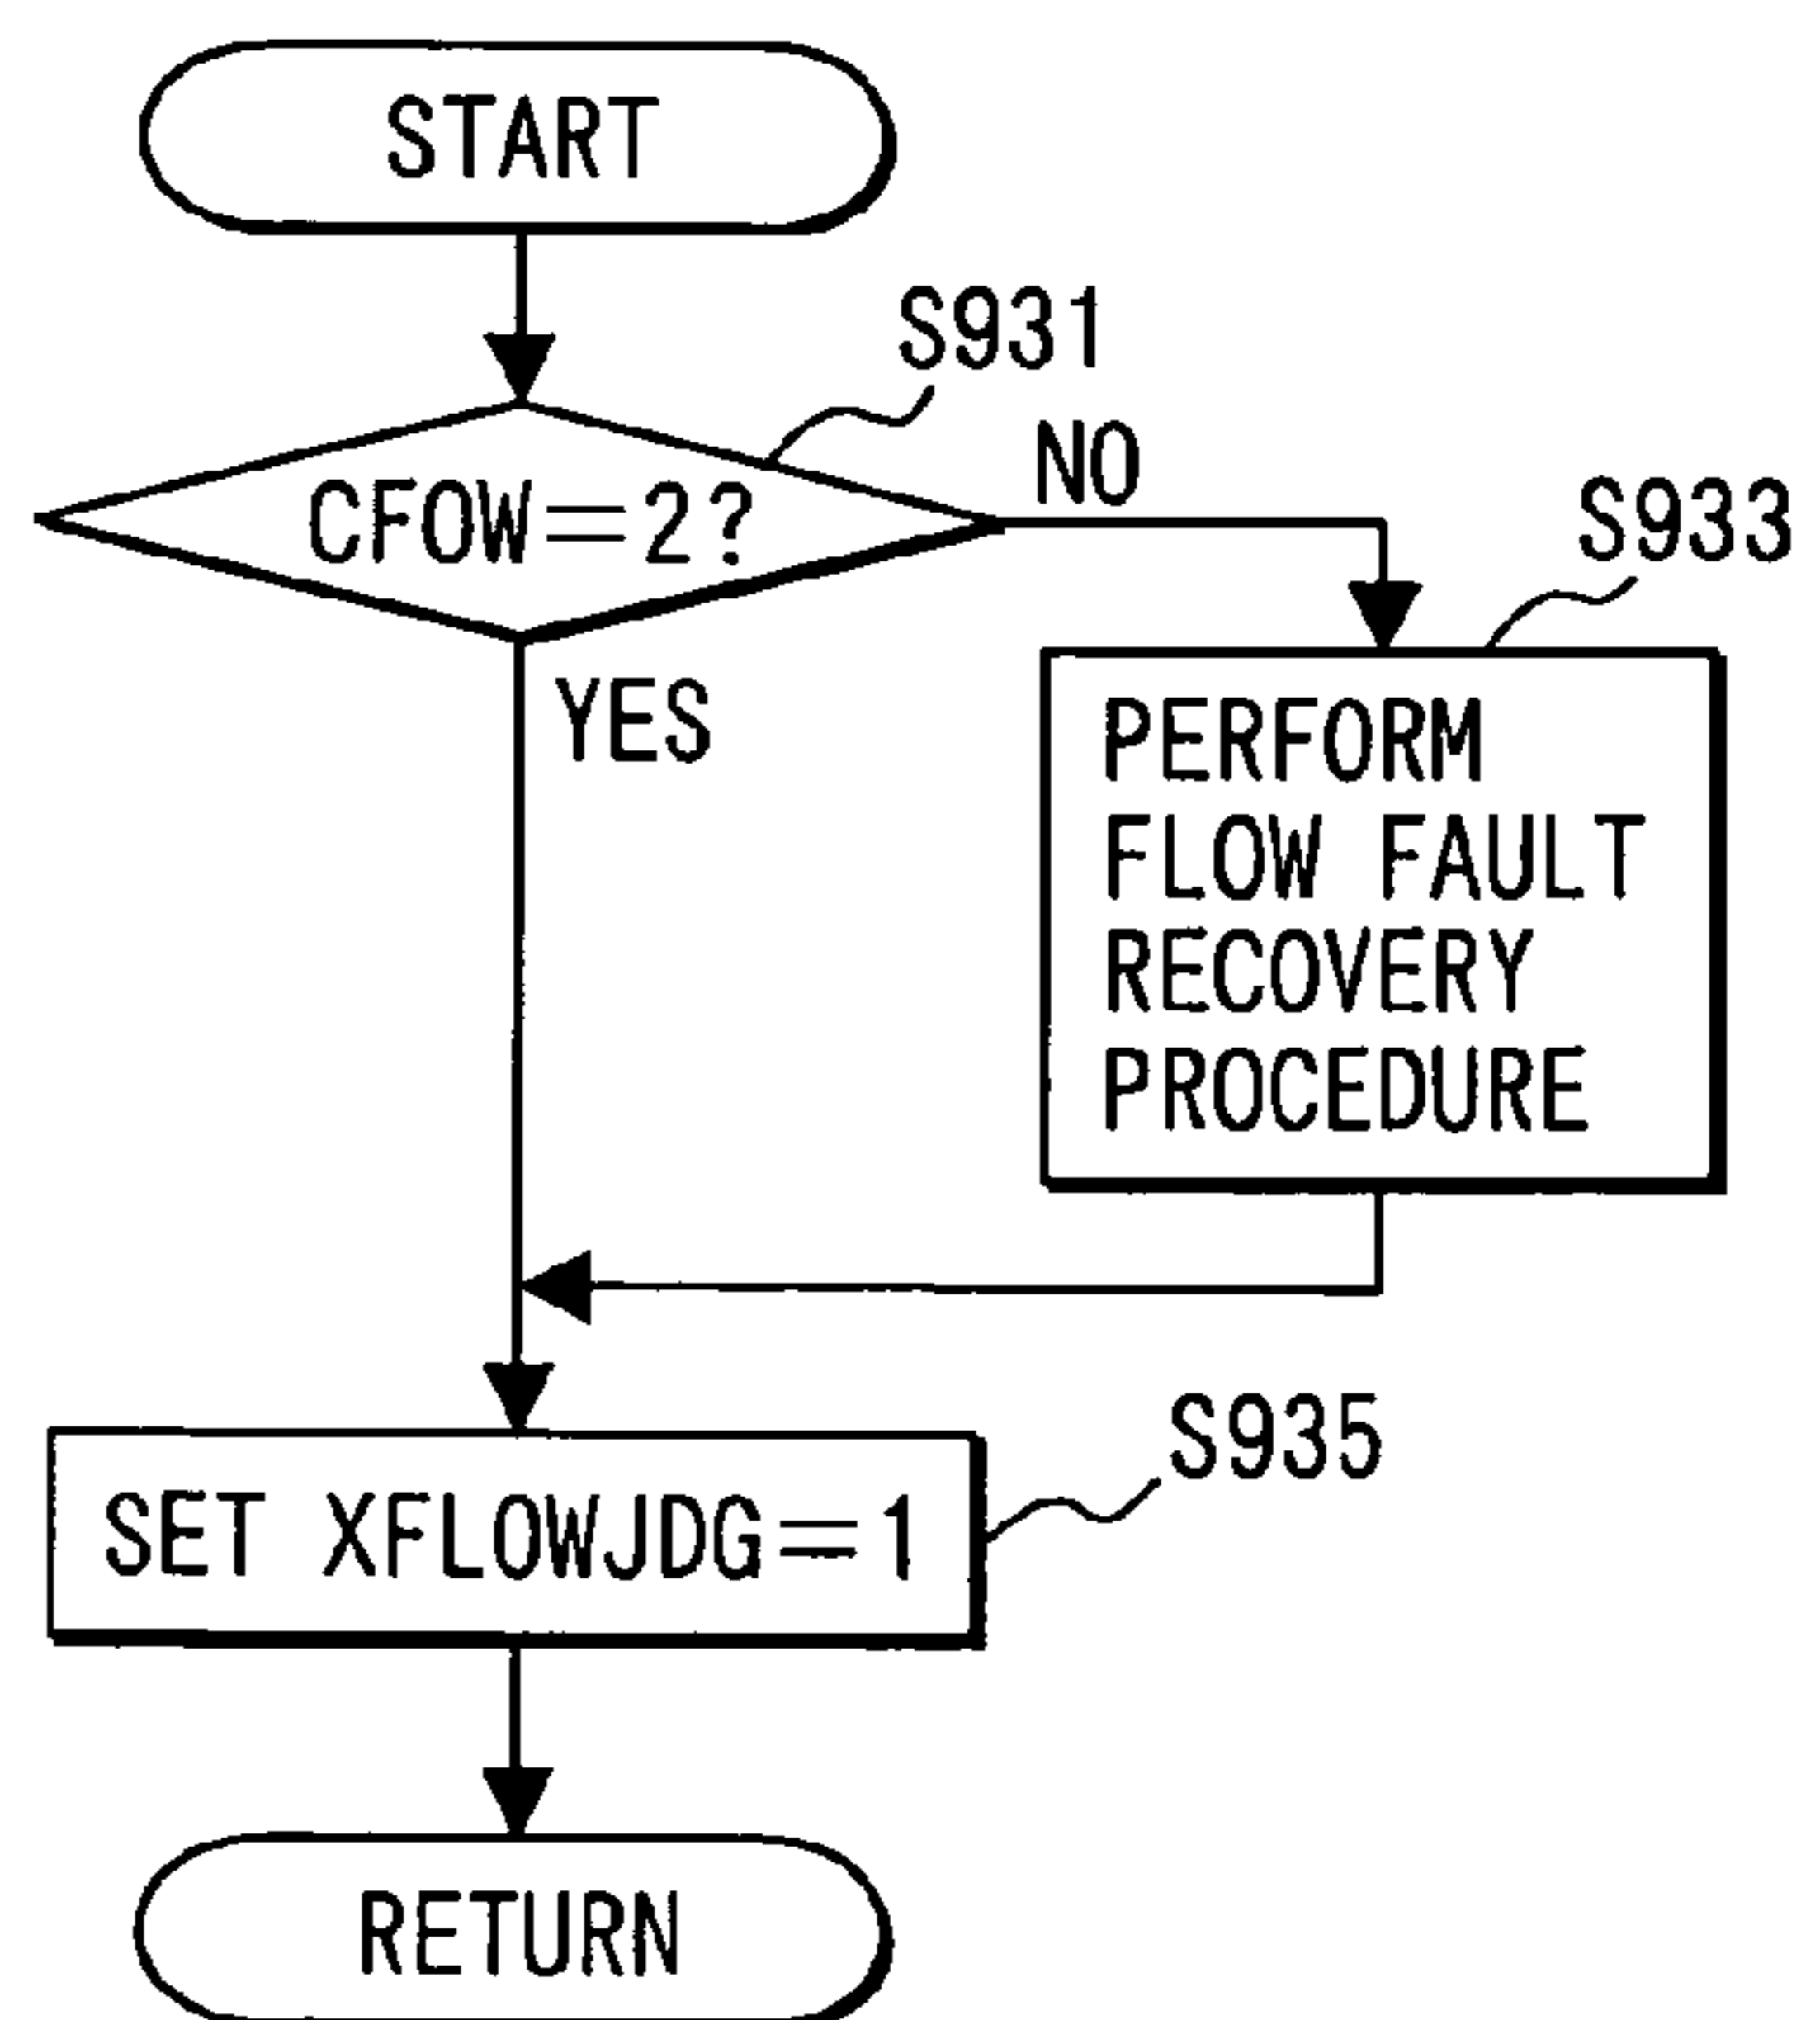 START
S931
CFOW=2?
NO
S933
YES
PERFORM
FLOW FAULT
RECOVERY
PROCEDURE
S935
SET XFLOWJDG=1
RETURN